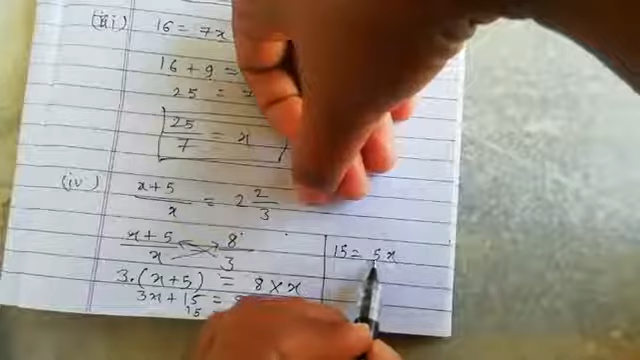 (iii) 16 = 7x
16 + 9 =
25 =
25/7 = x
(iv) x+5/x = 2 2/3
x+5/x 8/3
3.(x+5) = 8 × x
3x + 15 =
15
15 = 5x